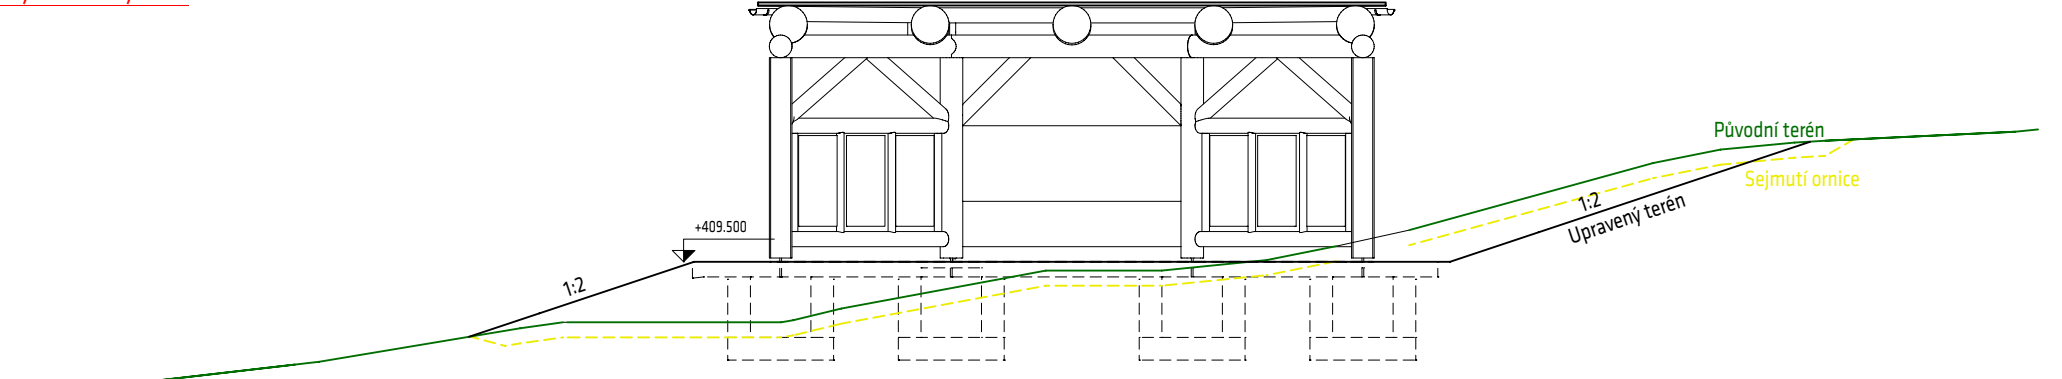 Původní terén
Sejmutí ornice
1:2
Upravený terén
+409.500
1:2